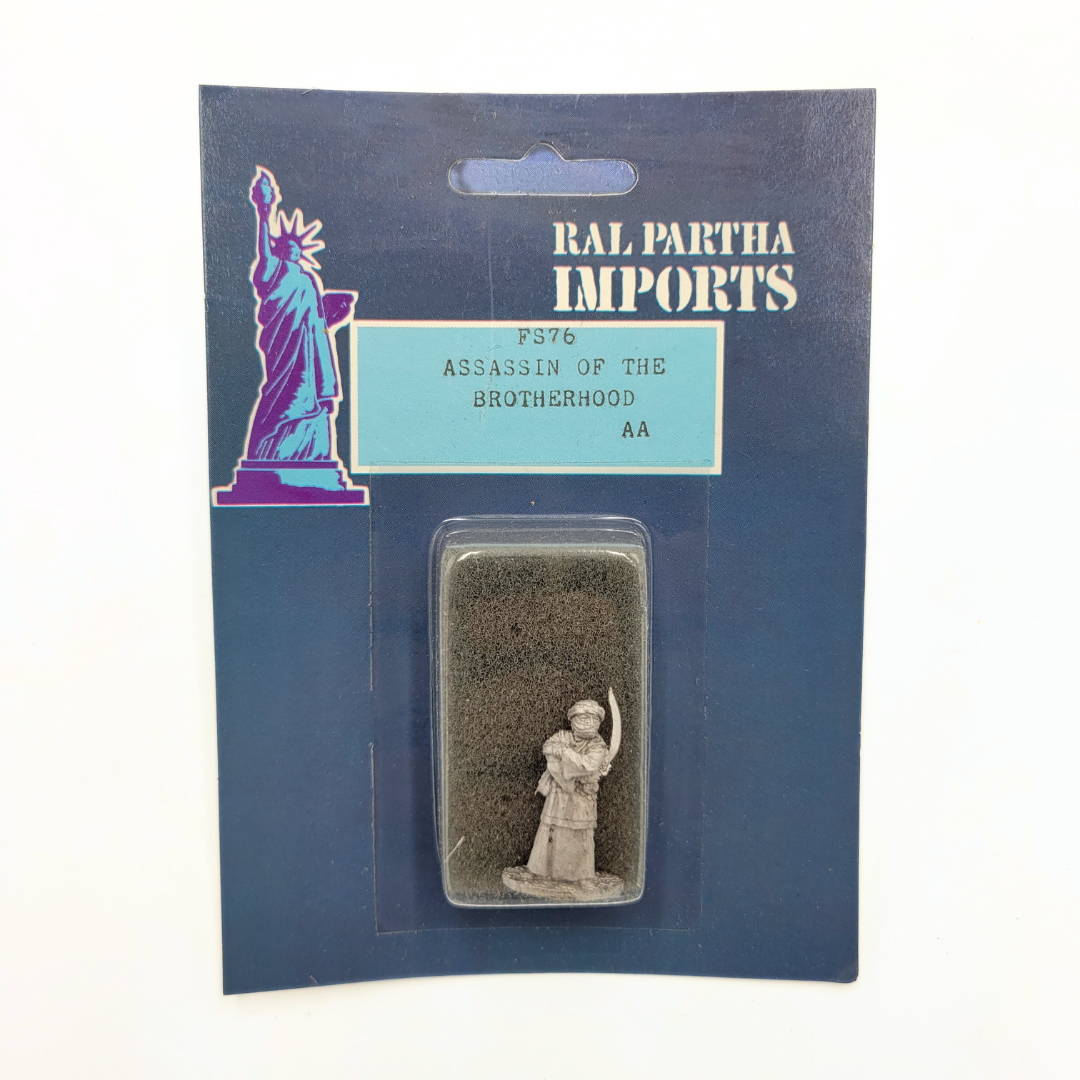 RAL PARTHA
IMPORTS
FS76
ASSASSIN OF THE
BROTHERHOOD
AA